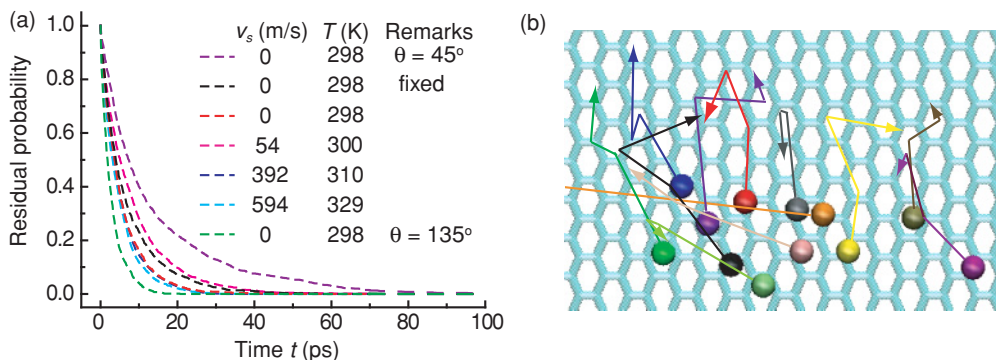 (a)
Residual probability
1.0
0.8
0.6
0.4
0.2
0.0
v_s (m/s) T (K) Remarks
0 298 θ = 45°
0 298 fixed
0 298
54 300
392 310
594 329
0 298 θ = 135°
0 20 40 60 80 100
Time t (ps)
(b)